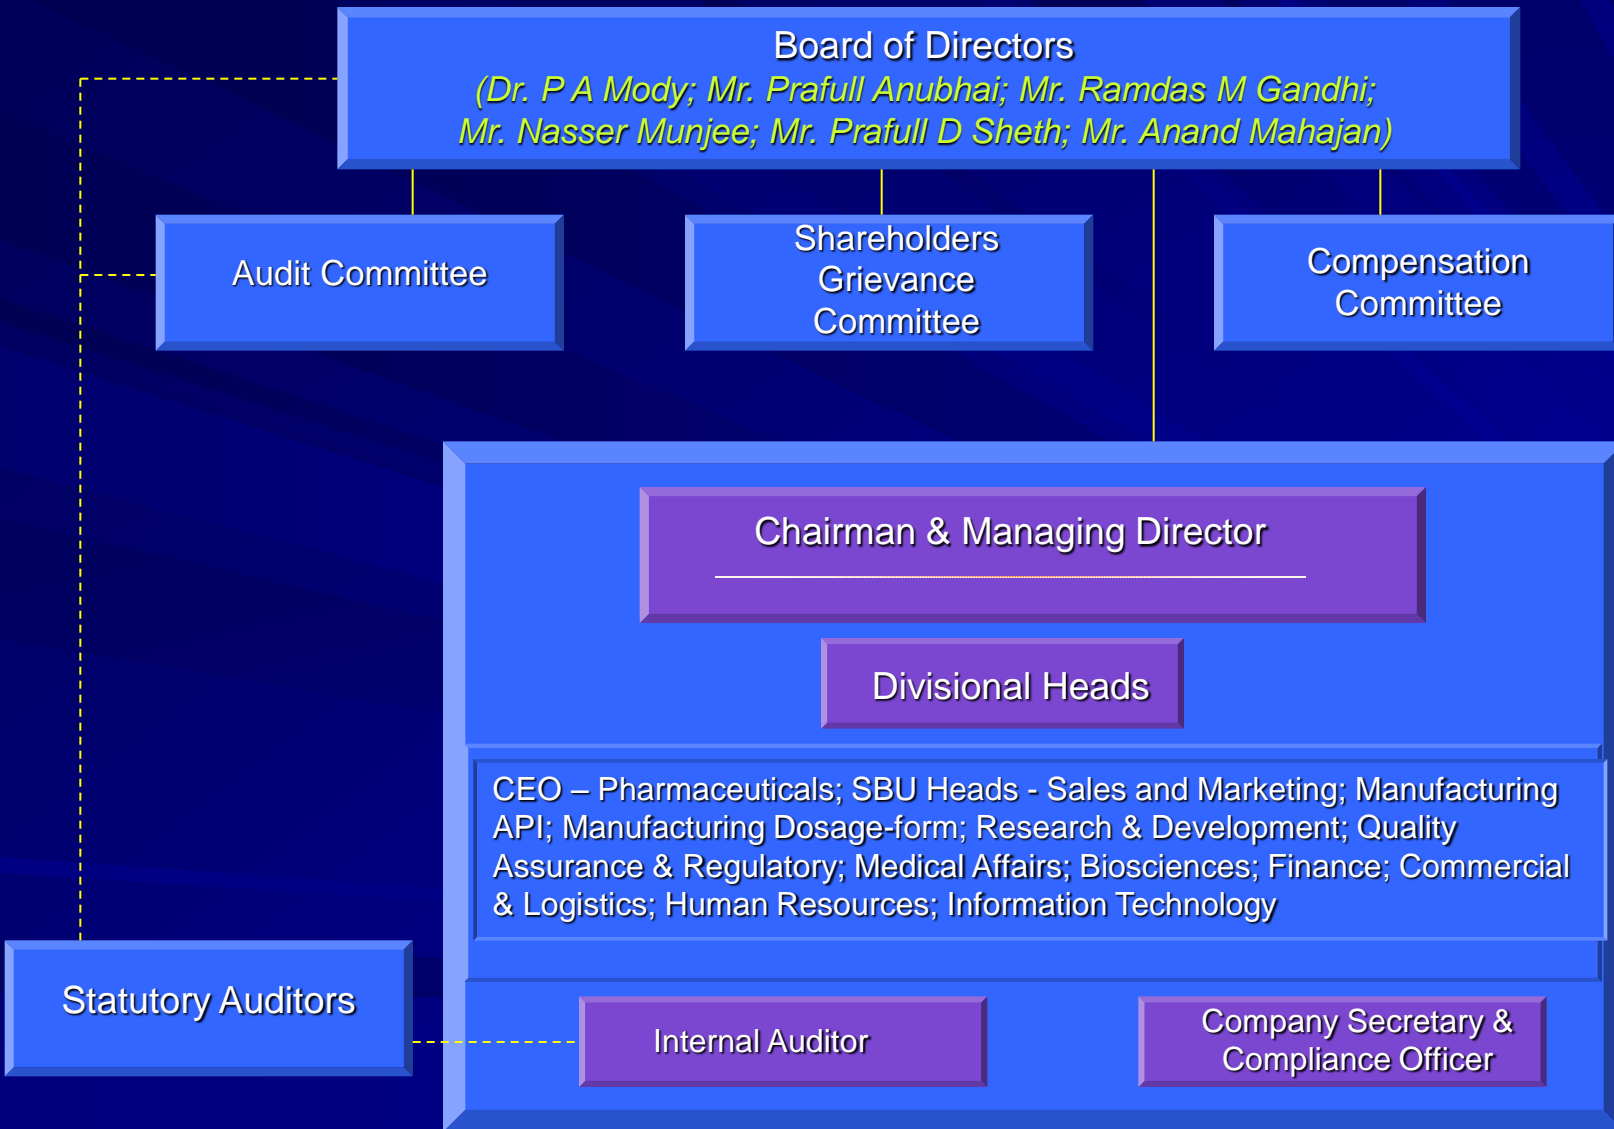 Board of Directors
(Dr. P A Mody; Mr. Prafull Anubhai; Mr. Ramdas M Gandhi;
Mr. Nasser Munjee; Mr. Prafull D Sheth; Mr. Anand Mahajan)
Audit Committee
Shareholders
Grievance
Committee
Compensation
Committee
Chairman & Managing Director
Divisional Heads
CEO – Pharmaceuticals; SBU Heads - Sales and Marketing; Manufacturing
API; Manufacturing Dosage-form; Research & Development; Quality
Assurance & Regulatory; Medical Affairs; Biosciences; Finance; Commercial
& Logistics; Human Resources; Information Technology
Statutory Auditors
Internal Auditor
Company Secretary &
Compliance Officer